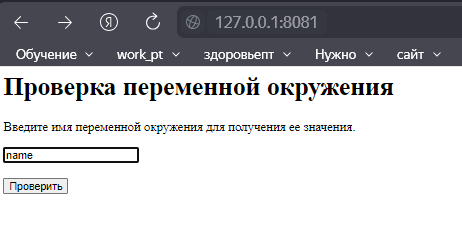 127.0.0.1:8081
Обучение work_pt здоровьепт Нужно сайт
Проверка переменной окружения
Введите имя переменной окружения для получения ее значения.
name
Проверить